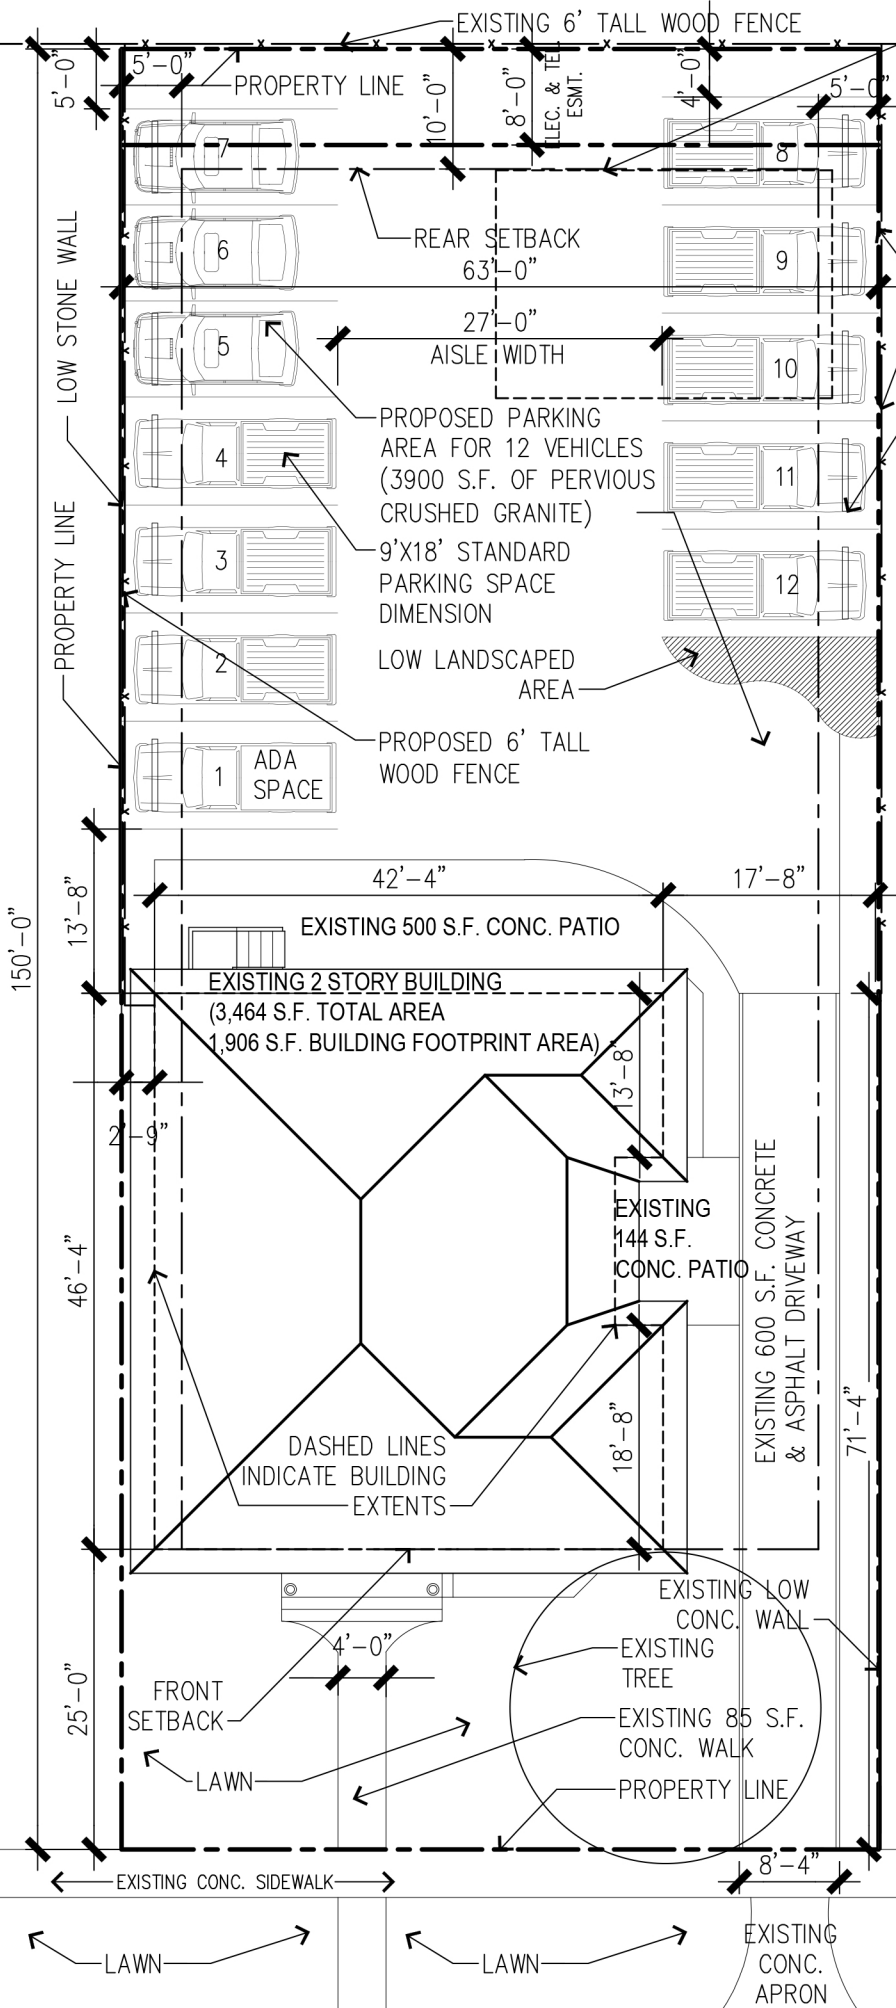 EXISTING 6' TALL WOOD FENCE
5'-0"
5'-0"
PROPERTY LINE
10'-0"
8'-0"
ELEC. & TEL
ESMT.
4'-0"
5'-0"
7
8
LOW STONE WALL
6
REAR SETBACK
63'-0"
9
5
27'-0"
AISLE WIDTH
10
PROPOSED PARKING
AREA FOR 12 VEHICLES
(3900 S.F. OF PERVIOUS
CRUSHED GRANITE)
4
11
PROPERTY LINE
3
9'X18' STANDARD
PARKING SPACE
DIMENSION
12
2
LOW LANDSCAPED
AREA
1
ADA
SPACE
PROPOSED 6' TALL
WOOD FENCE
150'-0"
13'-8"
42'-4"
17'-8"
EXISTING 500 S.F. CONC. PATIO
EXISTING 2 STORY BUILDING
(3,464 S.F. TOTAL AREA
1,906 S.F. BUILDING FOOTPRINT AREA)
13'-8"
2'-9"
EXISTING
144 S.F.
CONC. PATIO
EXISTING 600 S.F. CONCRETE
& ASPHALT DRIVEWAY
46'-4"
71'-4"
18'-8"
DASHED LINES
INDICATE BUILDING
EXTENTS
EXISTING LOW
CONC. WALL
4'-0"
EXISTING
TREE
25'-0"
FRONT
SETBACK
EXISTING 85 S.F.
CONC. WALK
LAWN
PROPERTY LINE
8'-4"
EXISTING CONC. SIDEWALK
LAWN
LAWN
EXISTING
CONC.
APRON